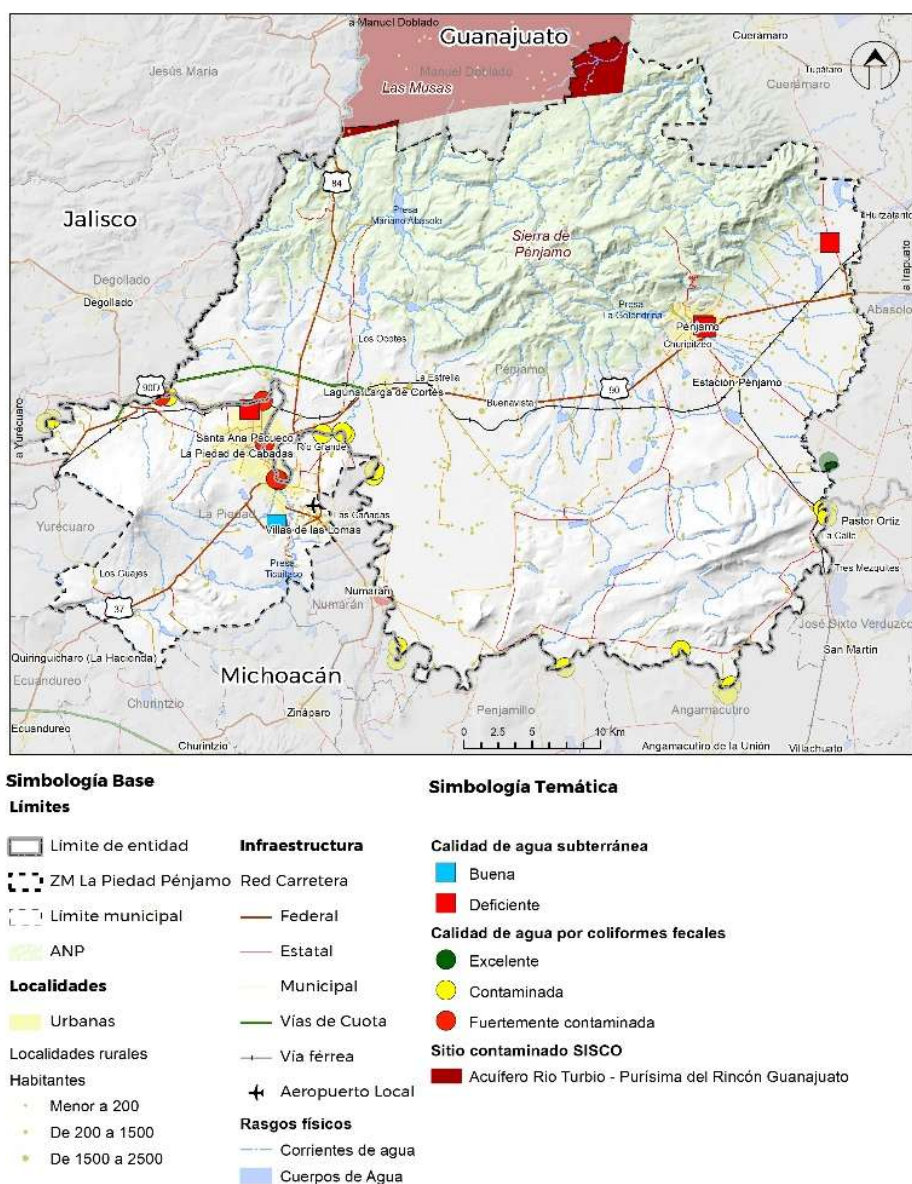 a Manuel Doblado
Guanajuato
Cuerámaro
Jesús María
Manuel Doblado
Tupátaro
Las Musas
Cuerámaro
84
Jalisco
Presa
Mariano Abasolo
Huitzatarito
Sierra de
Pénjamo
a Irapuato
Degollado
Degollado
Presa
La Golondrina
Abasolo
Pénjamo
Churipitzeo
Los Ocotes
Pénjamo
90D
La Estrella
Estación Pénjamo
Laguna Larga de Cortés
90
Buenavista
a Yurécuaro
Santa Ana Pacueco
Río Grande
La Piedad de Cabadas
La Piedad
Las Cañadas
Pastor Ortiz
Yurécuaro
Villas de las Lomas
a Calle
Presa
Ticuitaco
Los Guajes
Tres Mezquites
Numarán
Numarán
37
José Sixto Verduzco
Quiringuicharo (La Hacienda)
San Martín
Michoacán
Ecuandureo
Churintzio
Zináparo
Penjamillo
Angamacutiro
Ecuandureo
Churintzio
0 2.5 5 10 Km
Angamacutiro de la Unión
Villachuato
Simbología Base
Límites
Límite de entidad
ZM La Piedad Pénjamo
Límite municipal
ANP
Localidades
Urbanas
Localidades rurales
Habitantes
Menor a 200
De 200 a 1500
De 1500 a 2500
Infraestructura
Red Carretera
Federal
Estatal
Municipal
Vías de Cuota
Vía férrea
Aeropuerto Local
Rasgos físicos
Corrientes de agua
Cuerpos de Agua
Simbología Temática
Calidad de agua subterránea
Buena
Deficiente
Calidad de agua por coliformes fecales
Excelente
Contaminada
Fuertemente contaminada
Sitio contaminado SISCO
Acuífero Rio Turbio - Purísima del Rincón Guanajuato